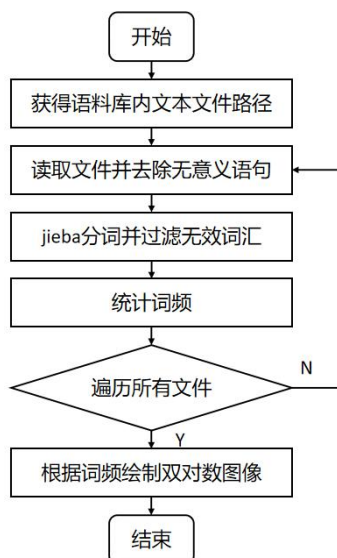 开始
获得语料库内文本文件路径
读取文件并去除无意义语句
jieba分词并过滤无效词汇
统计词频
遍历所有文件
N
Y
根据词频绘制双对数图像
结束